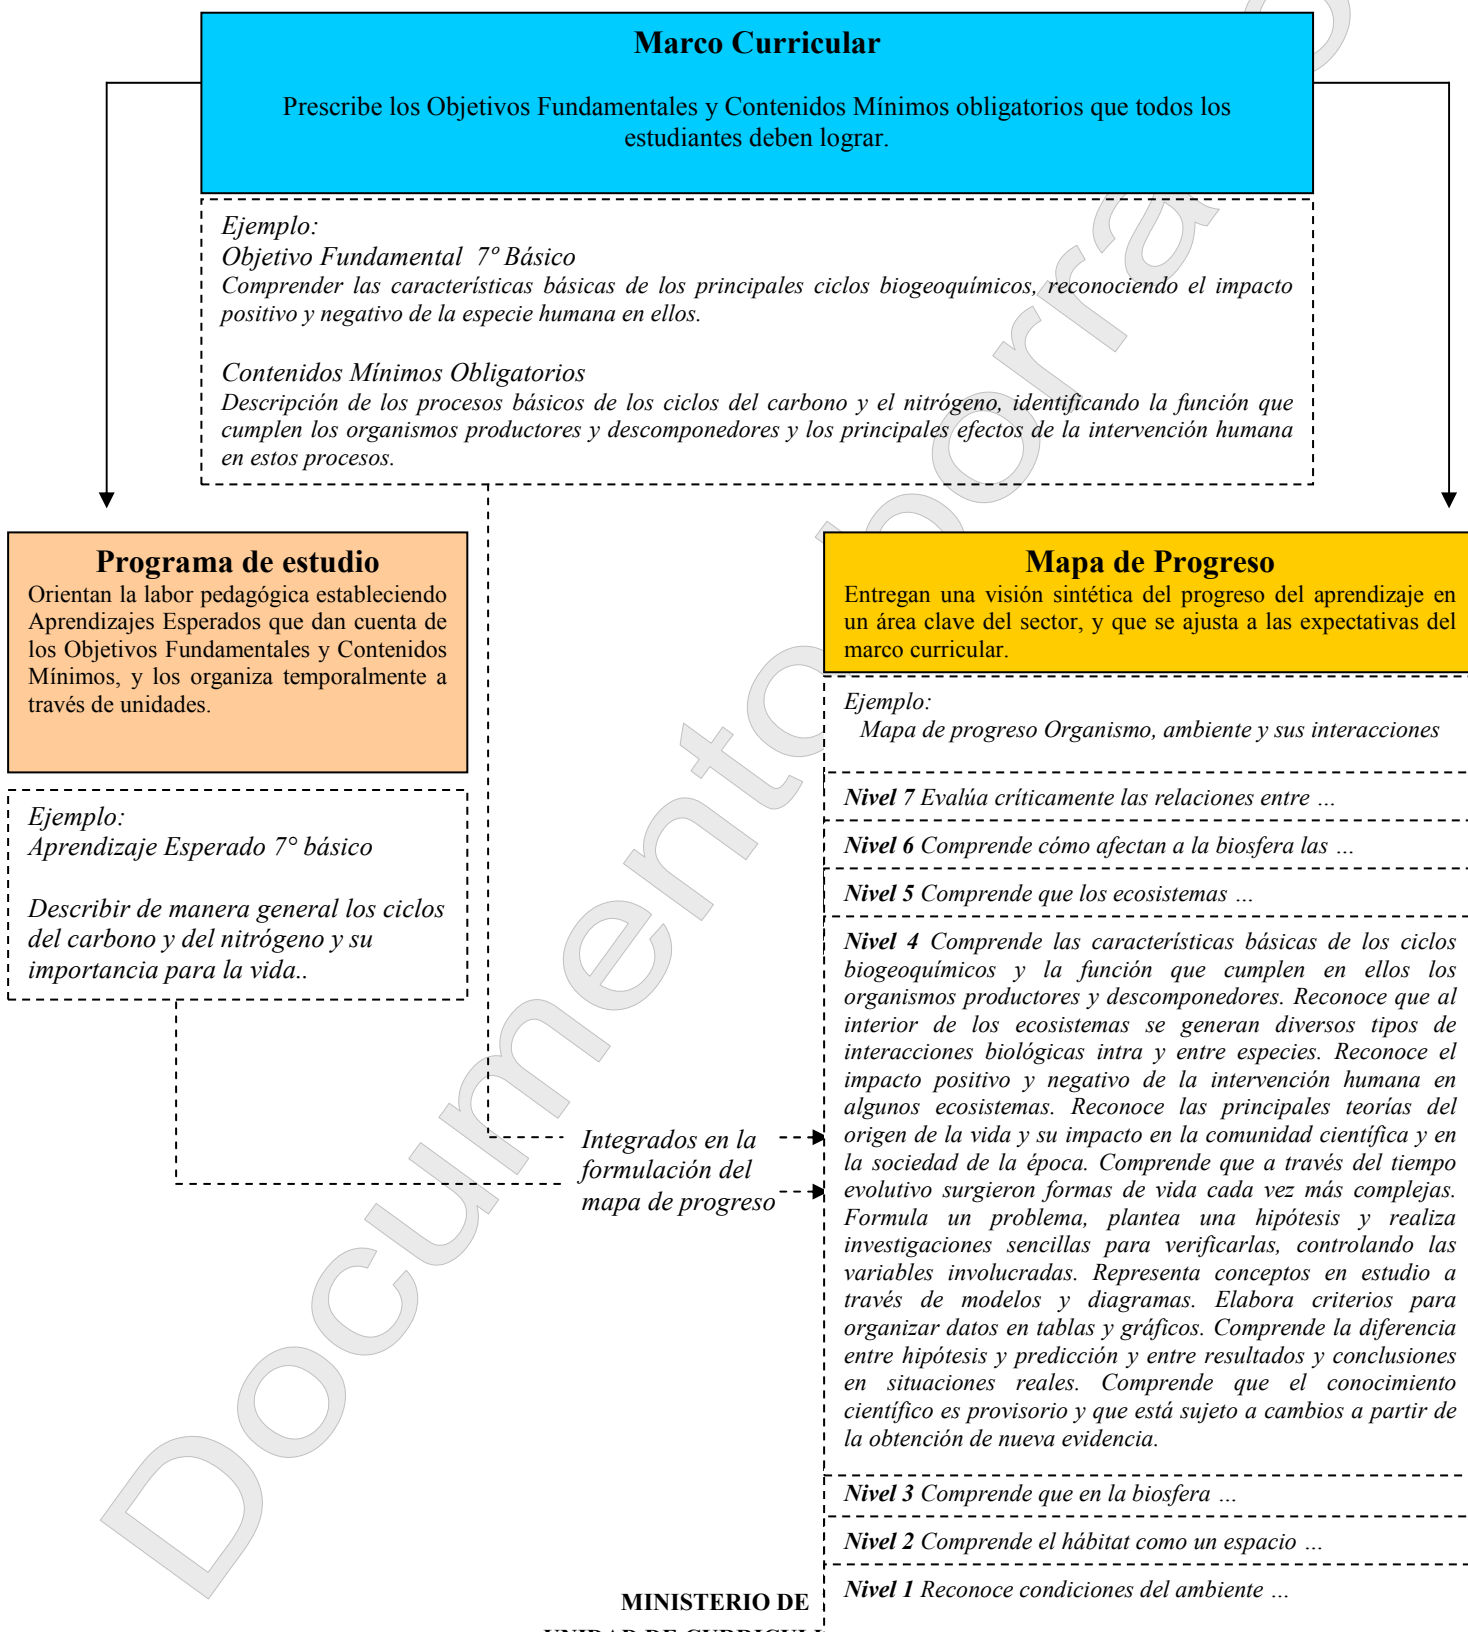 Marco Curricular
Prescribe los Objetivos Fundamentales y Contenidos Mínimos obligatorios que todos los
estudiantes deben lograr.
Ejemplo:
Objetivo Fundamental 7º Básico
Comprender las características básicas de los principales ciclos biogeoquímicos, reconociendo el impacto
positivo y negativo de la especie humana en ellos.
Contenidos Mínimos Obligatorios
Descripción de los procesos básicos de los ciclos del carbono y el nitrógeno, identificando la función que
cumplen los organismos productores y descomponedores y los principales efectos de la intervención humana
en estos procesos.
Programa de estudio
Orientan la labor pedagógica estableciendo
Aprendizajes Esperados que dan cuenta de
los Objetivos Fundamentales y Contenidos
Mínimos, y los organiza temporalmente a
través de unidades.
Ejemplo:
Aprendizaje Esperado 7° básico
Describir de manera general los ciclos
del carbono y del nitrógeno y su
importancia para la vida..
Integrados en la
formulación del
mapa de progreso
Mapa de Progreso
Entregan una visión sintética del progreso del aprendizaje en
un área clave del sector, y que se ajusta a las expectativas del
marco curricular.
Ejemplo:
Mapa de progreso Organismo, ambiente y sus interacciones
Nivel 7 Evalúa críticamente las relaciones entre …
Nivel 6 Comprende cómo afectan a la biosfera las …
Nivel 5 Comprende que los ecosistemas …
Nivel 4 Comprende las características básicas de los ciclos
biogeoquímicos y la función que cumplen en ellos los
organismos productores y descomponedores. Reconoce que al
interior de los ecosistemas se generan diversos tipos de
interacciones biológicas intra y entre especies. Reconoce el
impacto positivo y negativo de la intervención humana en
algunos ecosistemas. Reconoce las principales teorías del
origen de la vida y su impacto en la comunidad científica y en
la sociedad de la época. Comprende que a través del tiempo
evolutivo surgieron formas de vida cada vez más complejas.
Formula un problema, plantea una hipótesis y realiza
investigaciones sencillas para verificarlas, controlando las
variables involucradas. Representa conceptos en estudio a
través de modelos y diagramas. Elabora criterios para
organizar datos en tablas y gráficos. Comprende la diferencia
entre hipótesis y predicción y entre resultados y conclusiones
en situaciones reales. Comprende que el conocimiento
científico es provisorio y que está sujeto a cambios a partir de
la obtención de nueva evidencia.
Nivel 3 Comprende que en la biosfera …
Nivel 2 Comprende el hábitat como un espacio …
Nivel 1 Reconoce condiciones del ambiente …
MINISTERIO DE
Documento